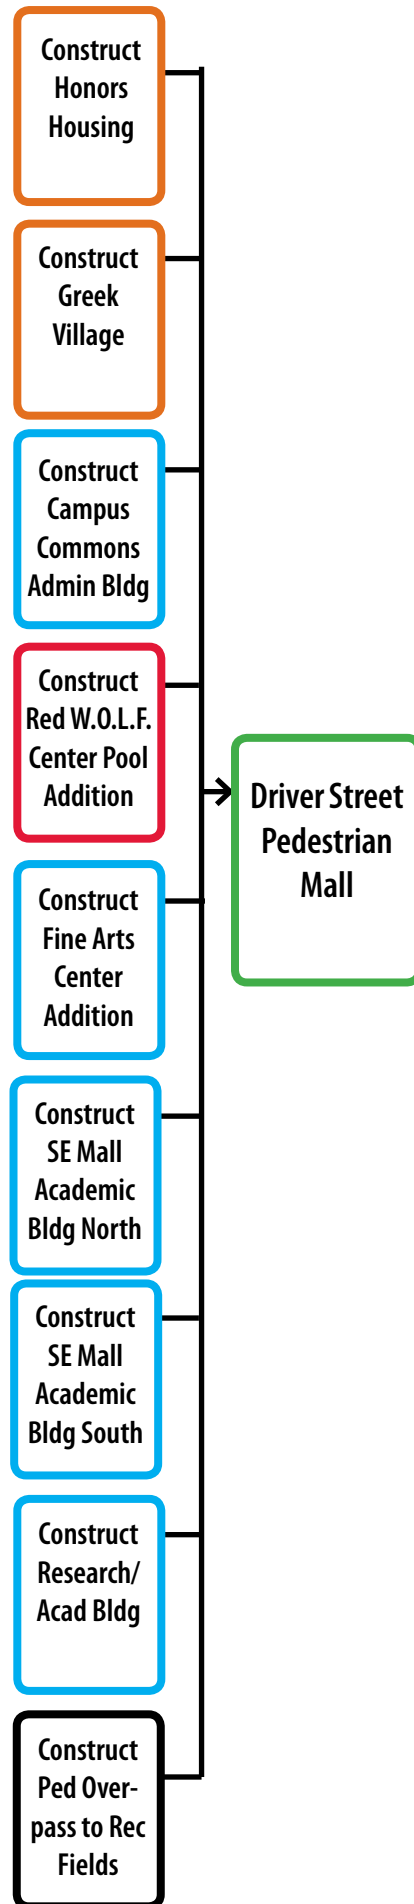 Construct
Honors
Housing
Construct
Greek
Village
Construct
Campus
Commons
Admin Bldg
Construct
Red W.O.L.F.
Center Pool
Addition
Driver Street
Pedestrian
Mall
Construct
Fine Arts
Center
Addition
Construct
SE Mall
Academic
Bldg North
Construct
SE Mall
Academic
Bldg South
Construct
Research/
Acad Bldg
Construct
Ped Over-
pass to Rec
Fields